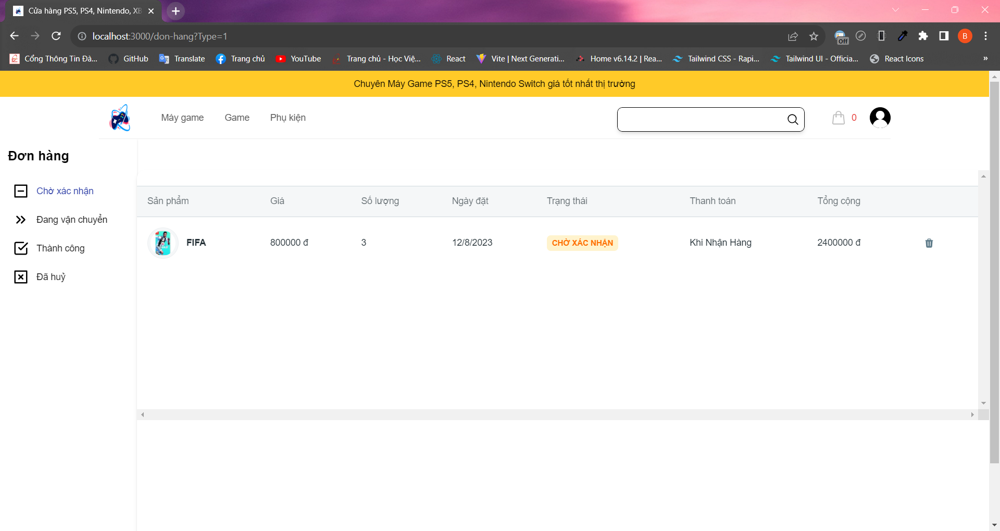 Cửa hàng PS5, PS4, Nintendo, XB
localhost:3000/don-hang?Type=1
Off
B
Cổng Thông Tin Đà...
GitHub
Translate
Trang chủ
YouTube
Trang chủ - Học Việ...
React
Vite | Next Generati...
Home v6.14.2 | Rea...
Tailwind CSS - Rapi...
Tailwind UI - Officia...
React Icons
»
Chuyên Máy Game PS5, PS4, Nintendo Switch giá tốt nhất thị trường
Máy game
Game
Phụ kiện
0
Đơn hàng
Chờ xác nhận
Đang vận chuyển
Thành công
Đã huỷ
Sản phẩm
Giá
Số lượng
Ngày đặt
Trạng thái
Thanh toán
Tổng cộng
FIFA
800000 đ
3
12/8/2023
CHỜ XÁC NHẬN
Khi Nhận Hàng
2400000 đ